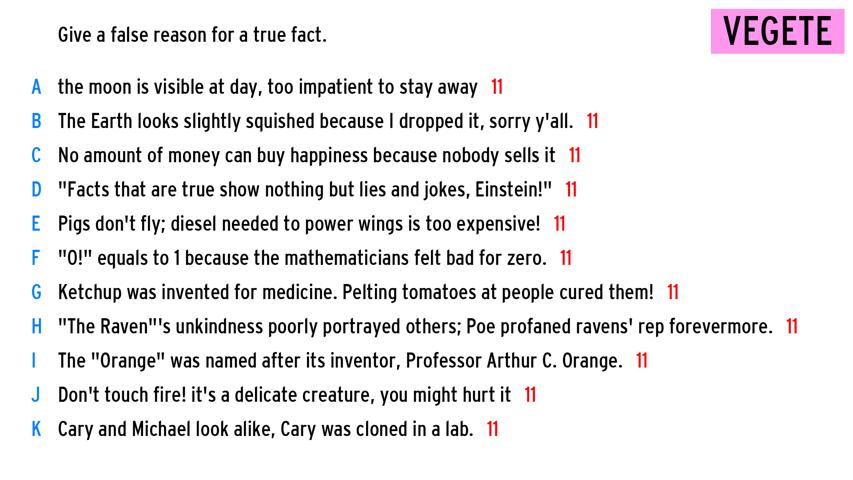 Give a false reason for a true fact.
VEGETE
A the moon is visible at day, too impatient to stay away 11
B The Earth looks slightly squished because I dropped it, sorry y'all. 11
C No amount of money can buy happiness because nobody sells it 11
D "Facts that are true show nothing but lies and jokes, Einstein!" 11
E Pigs don't fly; diesel needed to power wings is too expensive! 11
F "0!" equals to 1 because the mathematicians felt bad for zero. 11
G Ketchup was invented for medicine. Pelting tomatoes at people cured them! 11
H "The Raven"'s unkindness poorly portrayed others; Poe profaned ravens' rep forevermore. 11
I The "Orange" was named after its inventor, Professor Arthur C. Orange. 11
J Don't touch fire! it's a delicate creature, you might hurt it 11
K Cary and Michael look alike, Cary was cloned in a lab. 11